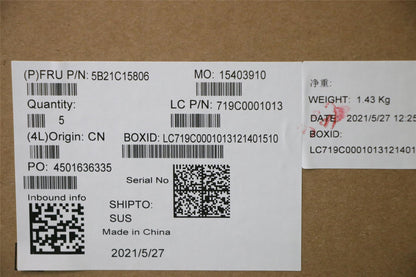 (P)FRU P/N: 5B21C15806
MO: 15403910
Quantity:
5
LC P/N: 719C0001013
(4L)Origin: CN
BOXID: LC719C0001013121401510
PO: 4501636335
Serial No
Inbound info
SHIPTO:
SUS
Made in China
2021/5/27
净重:
WEIGHT: 1.43 Kg
DATE: 2021/5/27 12:25
BOXID:
LC719C0001013121401